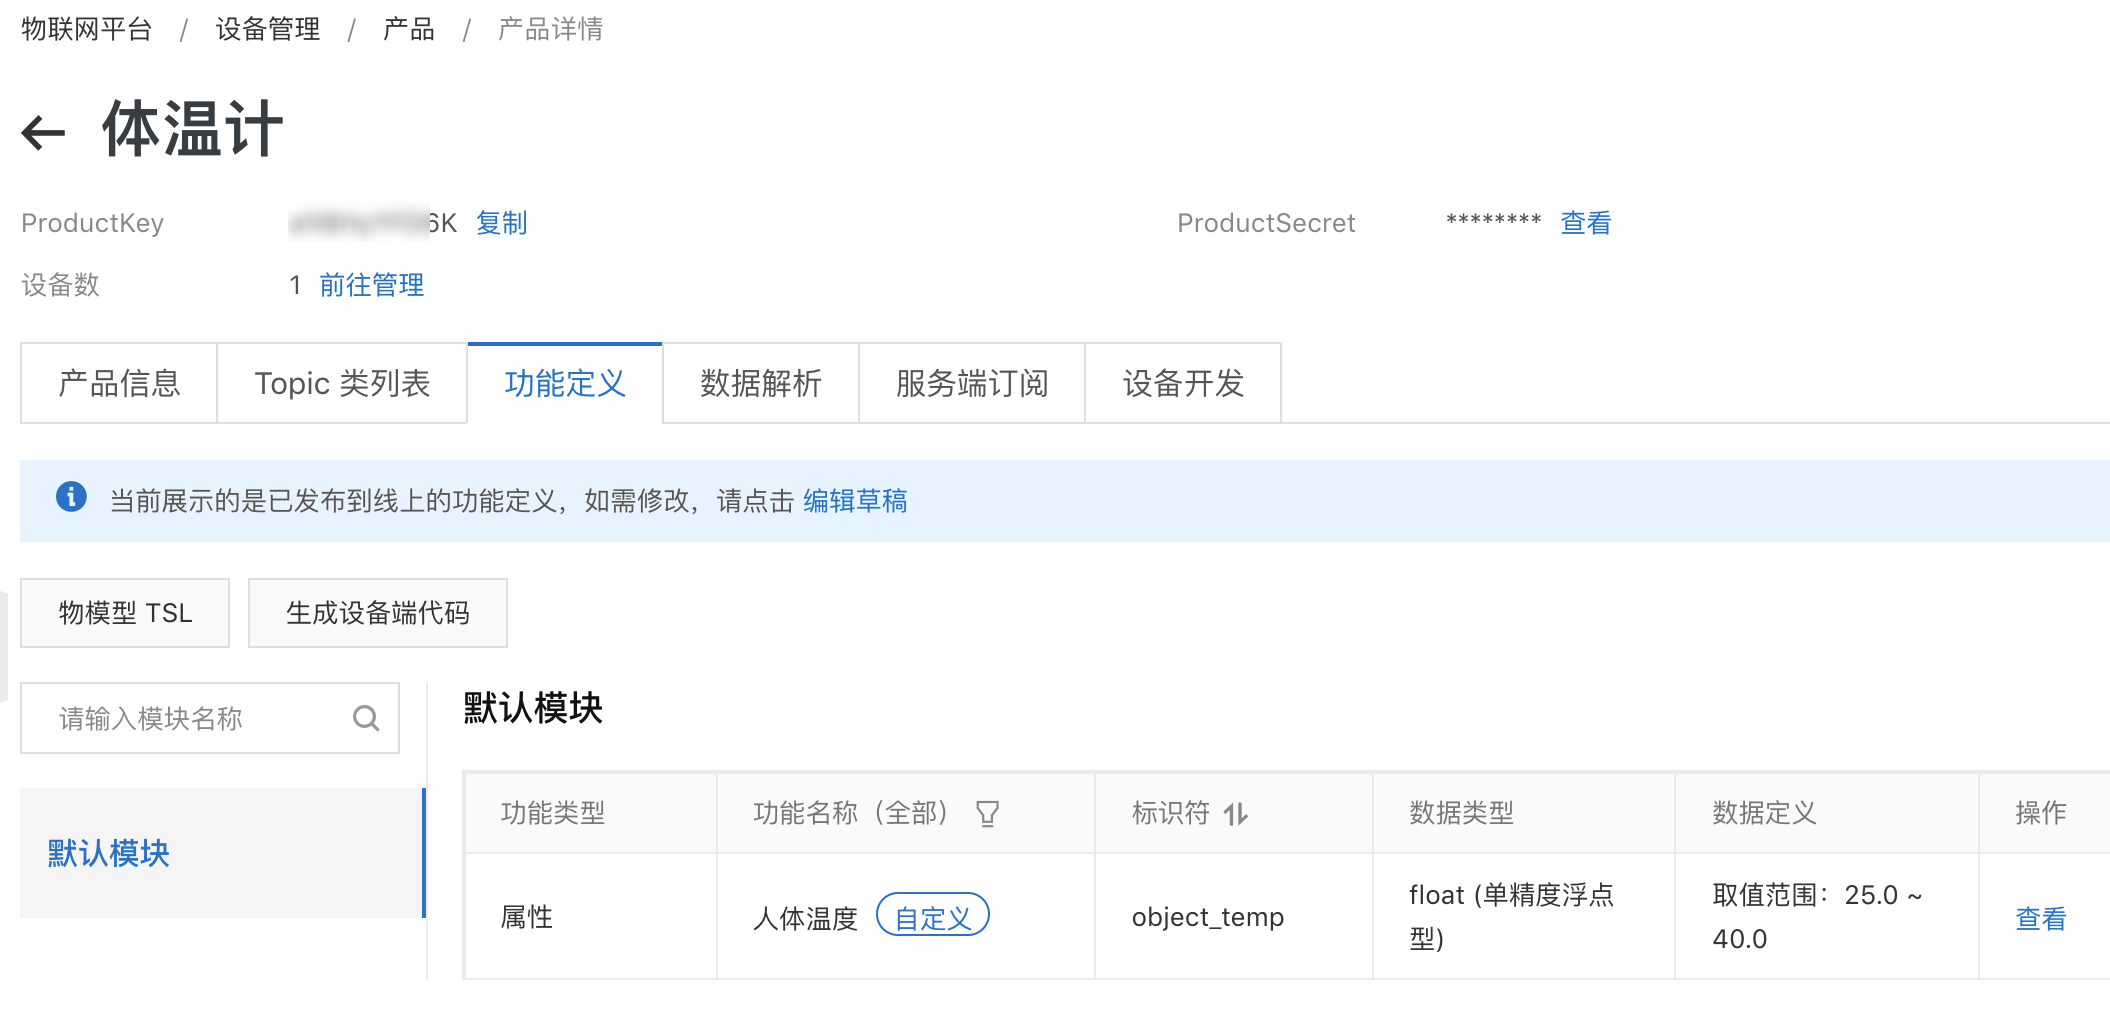 物联网平台 / 设备管理 / 产品 / 产品详情
体温计
ProductKey 6K 复制 ProductSecret ******** 查看
设备数 1 前往管理
产品信息 Topic 类列表 功能定义 数据解析 服务端订阅 设备开发
当前展示的是已发布到线上的功能定义，如需修改，请点击 编辑草稿
物模型 TSL 生成设备端代码
请输入模块名称
默认模块
默认模块
功能类型 功能名称（全部） 标识符 数据类型 数据定义 操作
属性 人体温度 自定义 object_temp float (单精度浮点型) 取值范围：25.0 ~ 40.0 查看